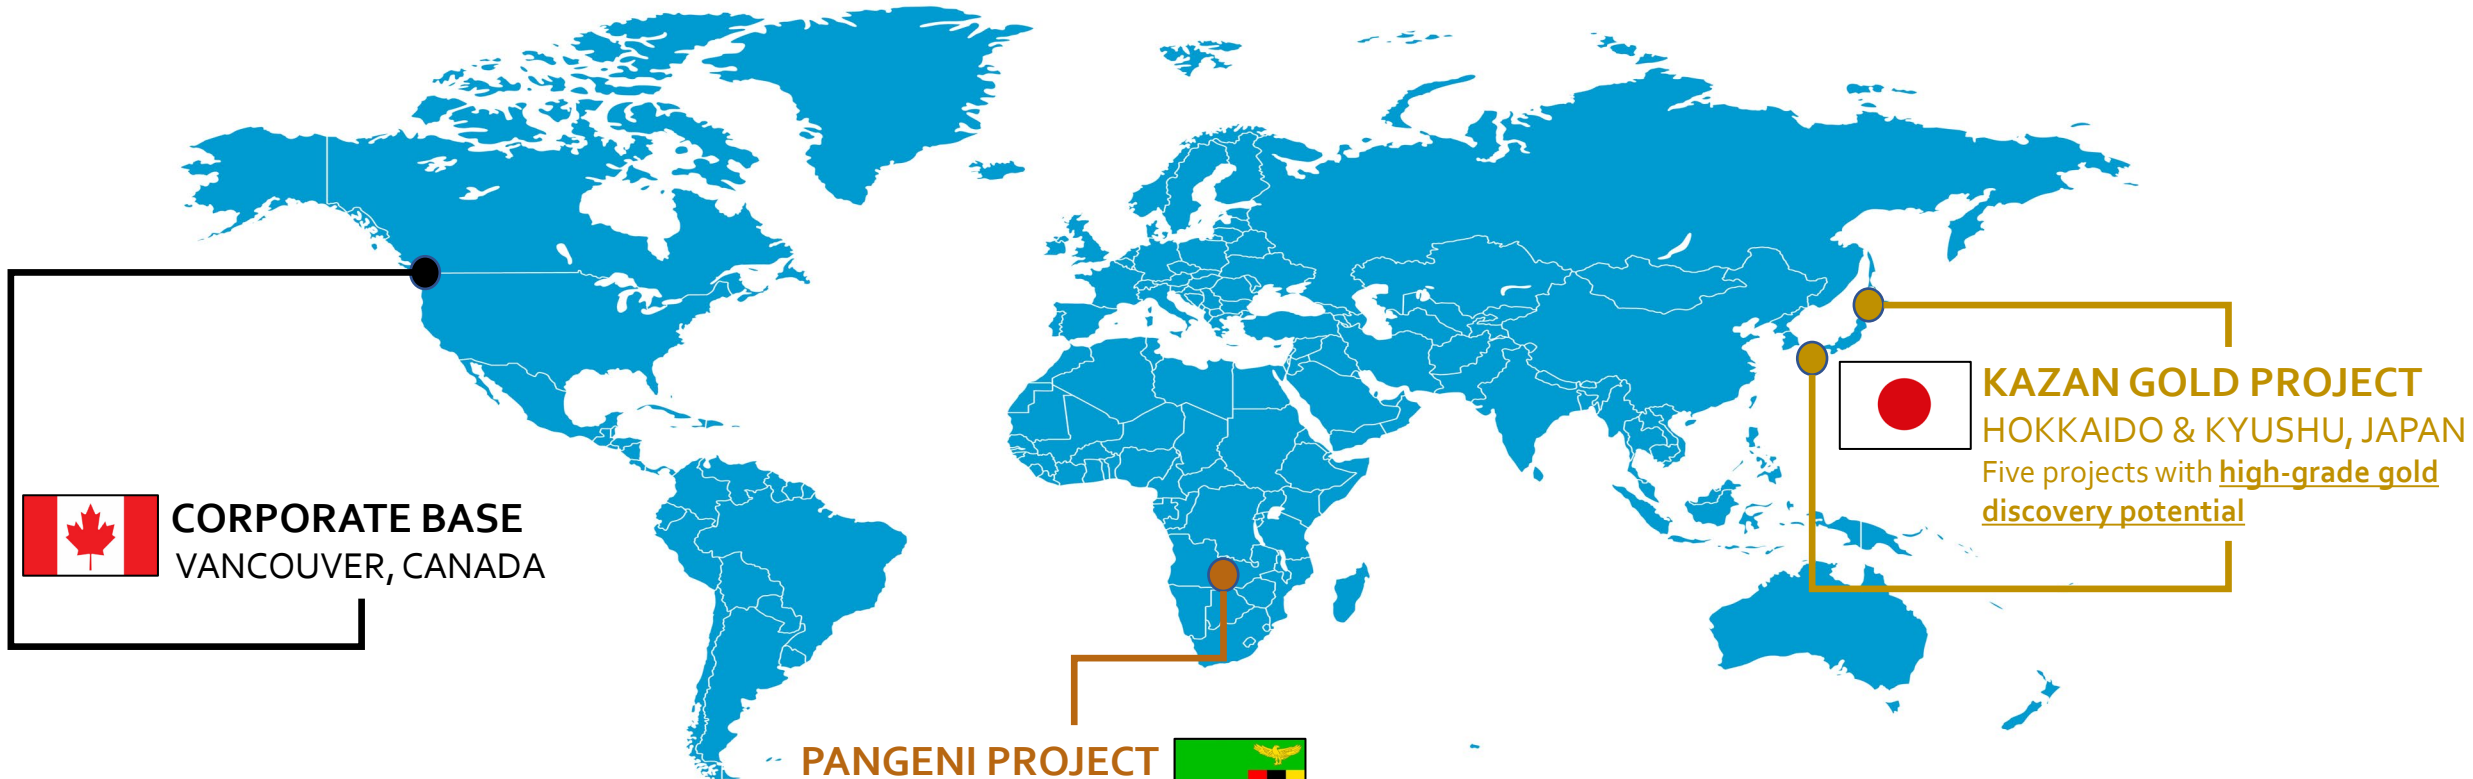 CORPORATE BASE
VANCOUVER, CANADA
PANGENI PROJECT
KAZAN GOLD PROJECT
HOKKAIDO & KYUSHU, JAPAN
Five projects with high-grade gold
discovery potential